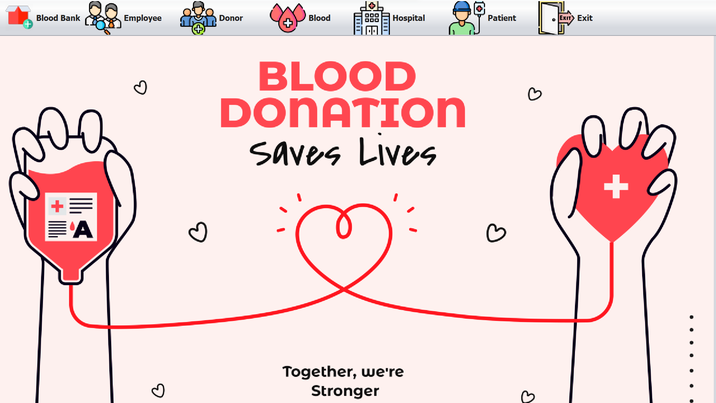 Blood Bank Employee Donor Blood Hospital Patient EXIT Exit
BLOOD
DONATION
Saves Lives
A
Together, we're
Stronger